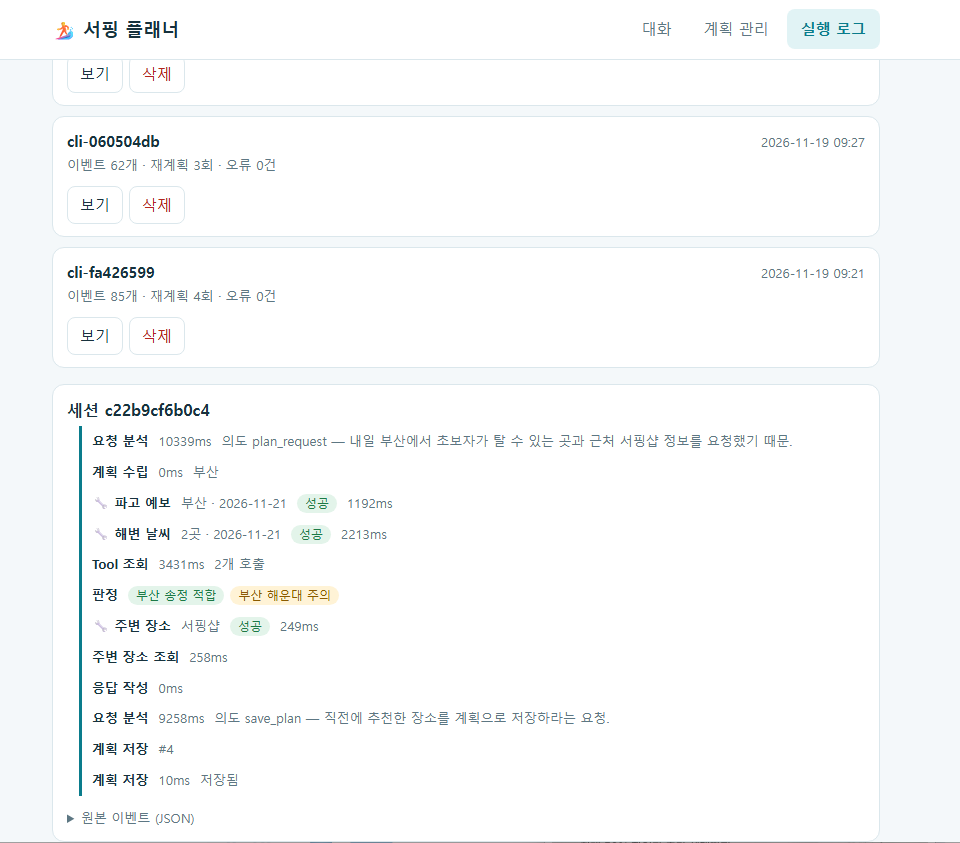 서핑 플래너
대화 계획 관리 실행 로그
보기 삭제
cli-060504db 2026-11-19 09:27
이벤트 62개 · 재계획 3회 · 오류 0건
보기 삭제
cli-fa426599 2026-11-19 09:21
이벤트 85개 · 재계획 4회 · 오류 0건
보기 삭제
세션 c22b9cf6b0c4
요청 분석 10339ms 의도 plan_request — 내일 부산에서 초보자가 탈 수 있는 곳과 근처 서핑샵 정보를 요청했기 때문.
계획 수립 0ms 부산
파고 예보 부산 · 2026-11-21 성공 1192ms
해변 날씨 2곳 · 2026-11-21 성공 2213ms
Tool 조회 3431ms 2개 호출
판정 부산 송정 적합 부산 해운대 주의
주변 장소 서핑샵 성공 249ms
주변 장소 조회 258ms
응답 작성 0ms
요청 분석 9258ms 의도 save_plan — 직전에 추천한 장소를 계획으로 저장하라는 요청.
계획 저장 #4
계획 저장 10ms 저장됨
▶ 원본 이벤트 (JSON)